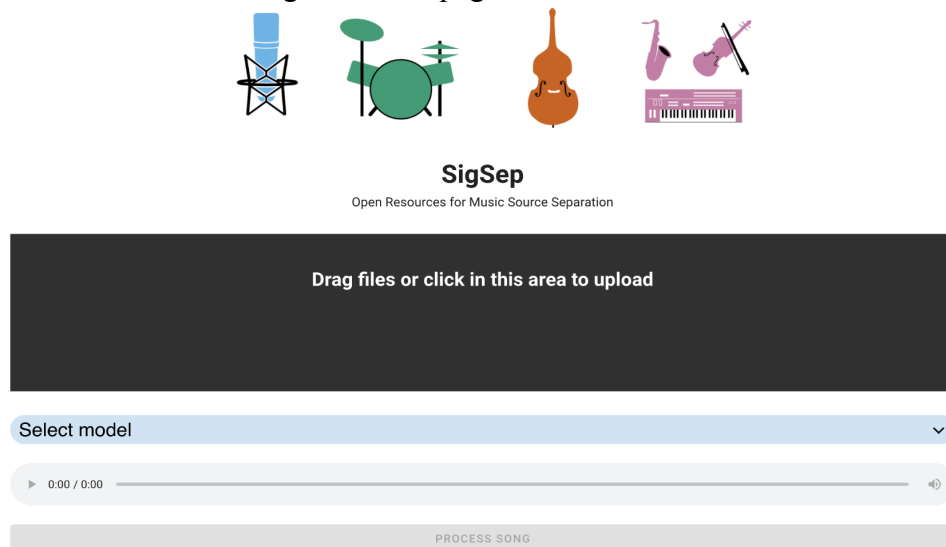 SigSep
Open Resources for Music Source Separation
Drag files or click in this area to upload
Select model
0:00 / 0:00
PROCESS SONG